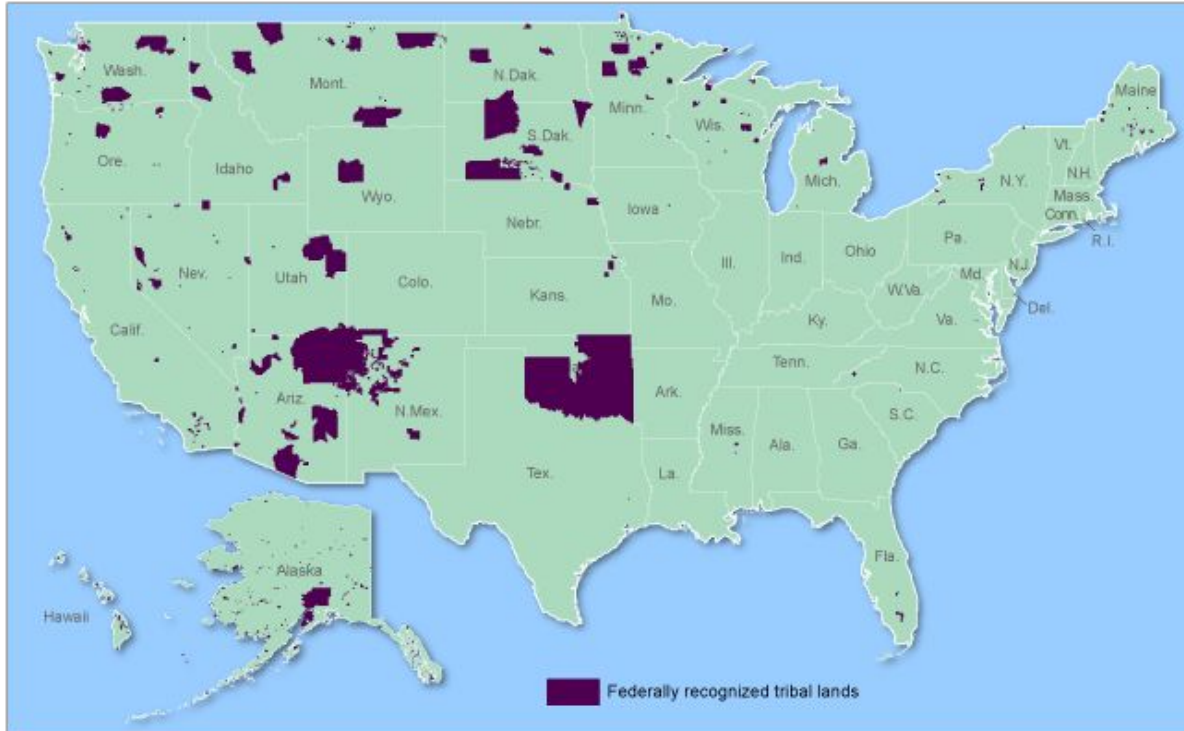 Wash.
Mont.
N.Dak.
Minn.
Maine
Ore.
Idaho
S.Dak.
Wis.
Vt.
N.H.
Wyo.
Mich.
N.Y.
Mass.
Conn.
R.I.
Nebr.
Iowa
Nev.
Utah
Colo.
Ill.
Ind.
Ohio
Pa.
N.J.
Md.
Del.
Calif.
Kans.
Mo.
W.Va.
Va.
Ky.
Tenn.
N.C.
Ariz.
N.Mex.
Ark.
S.C.
Miss.
Ala.
Ga.
Tex.
La.
Fla.
Alaska
Hawaii
Federally recognized tribal lands